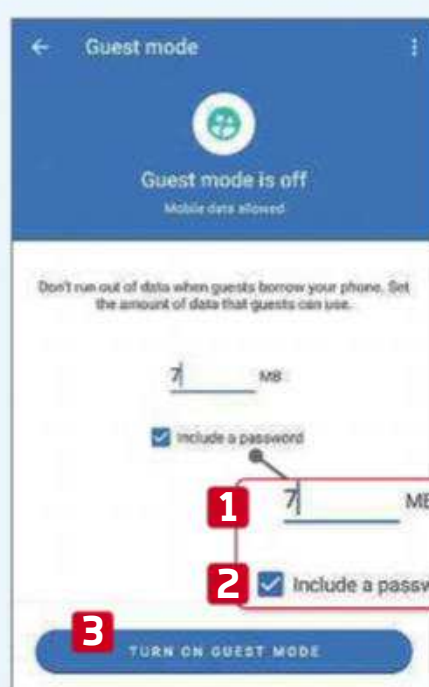 Guest mode
Guest mode is off
Mobile data allowed
Don't run out of data when guests borrow your phone. Set
the amount of data that guests can use.
7 MB
Include a password
1 7 MB
2 Include a passw
3 TURN ON GUEST MODE